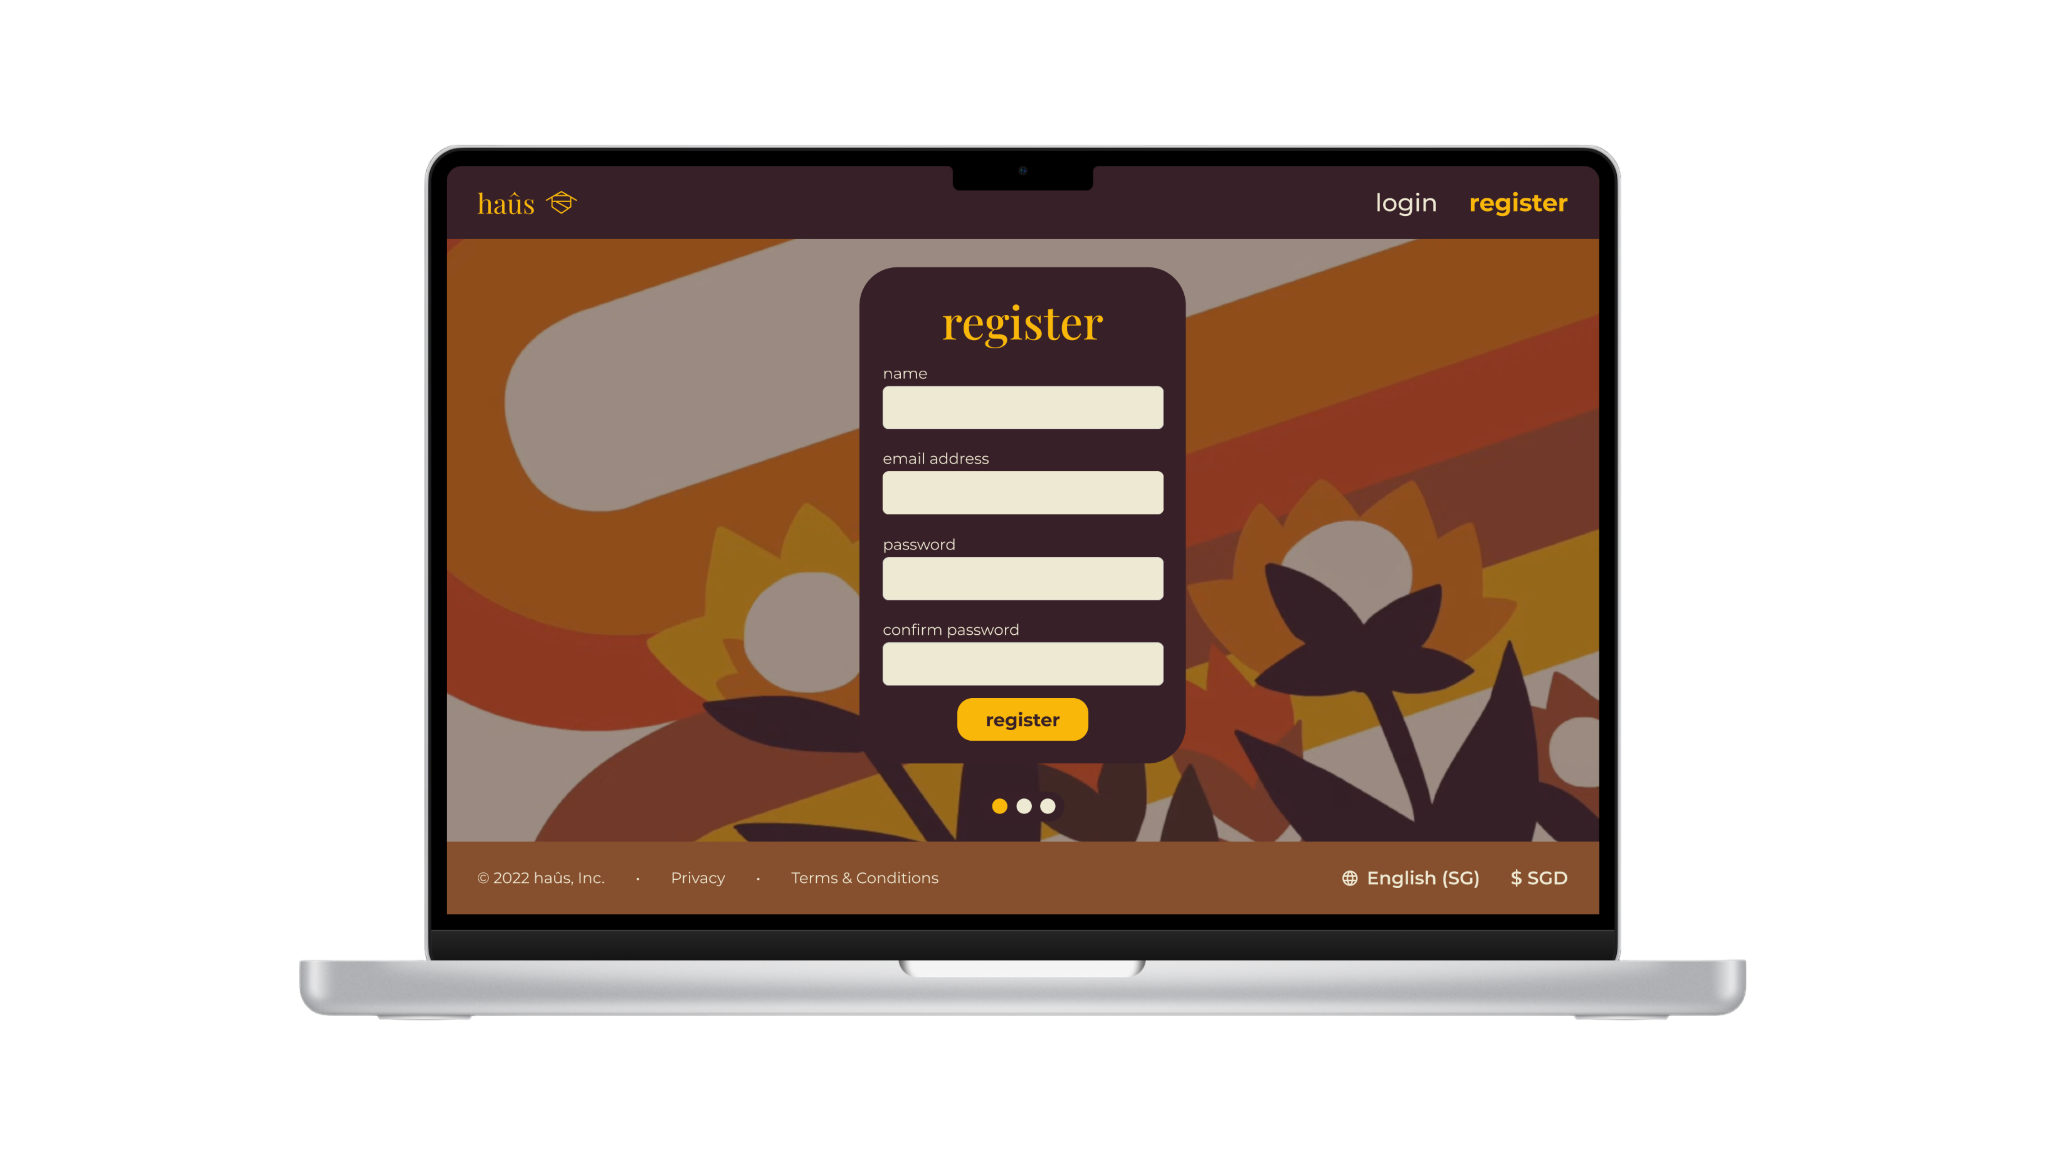 haûs
login register
register
name
email address
password
confirm password
register
© 2022 haûs, Inc. • Privacy • Terms & Conditions
English (SG) $ SGD